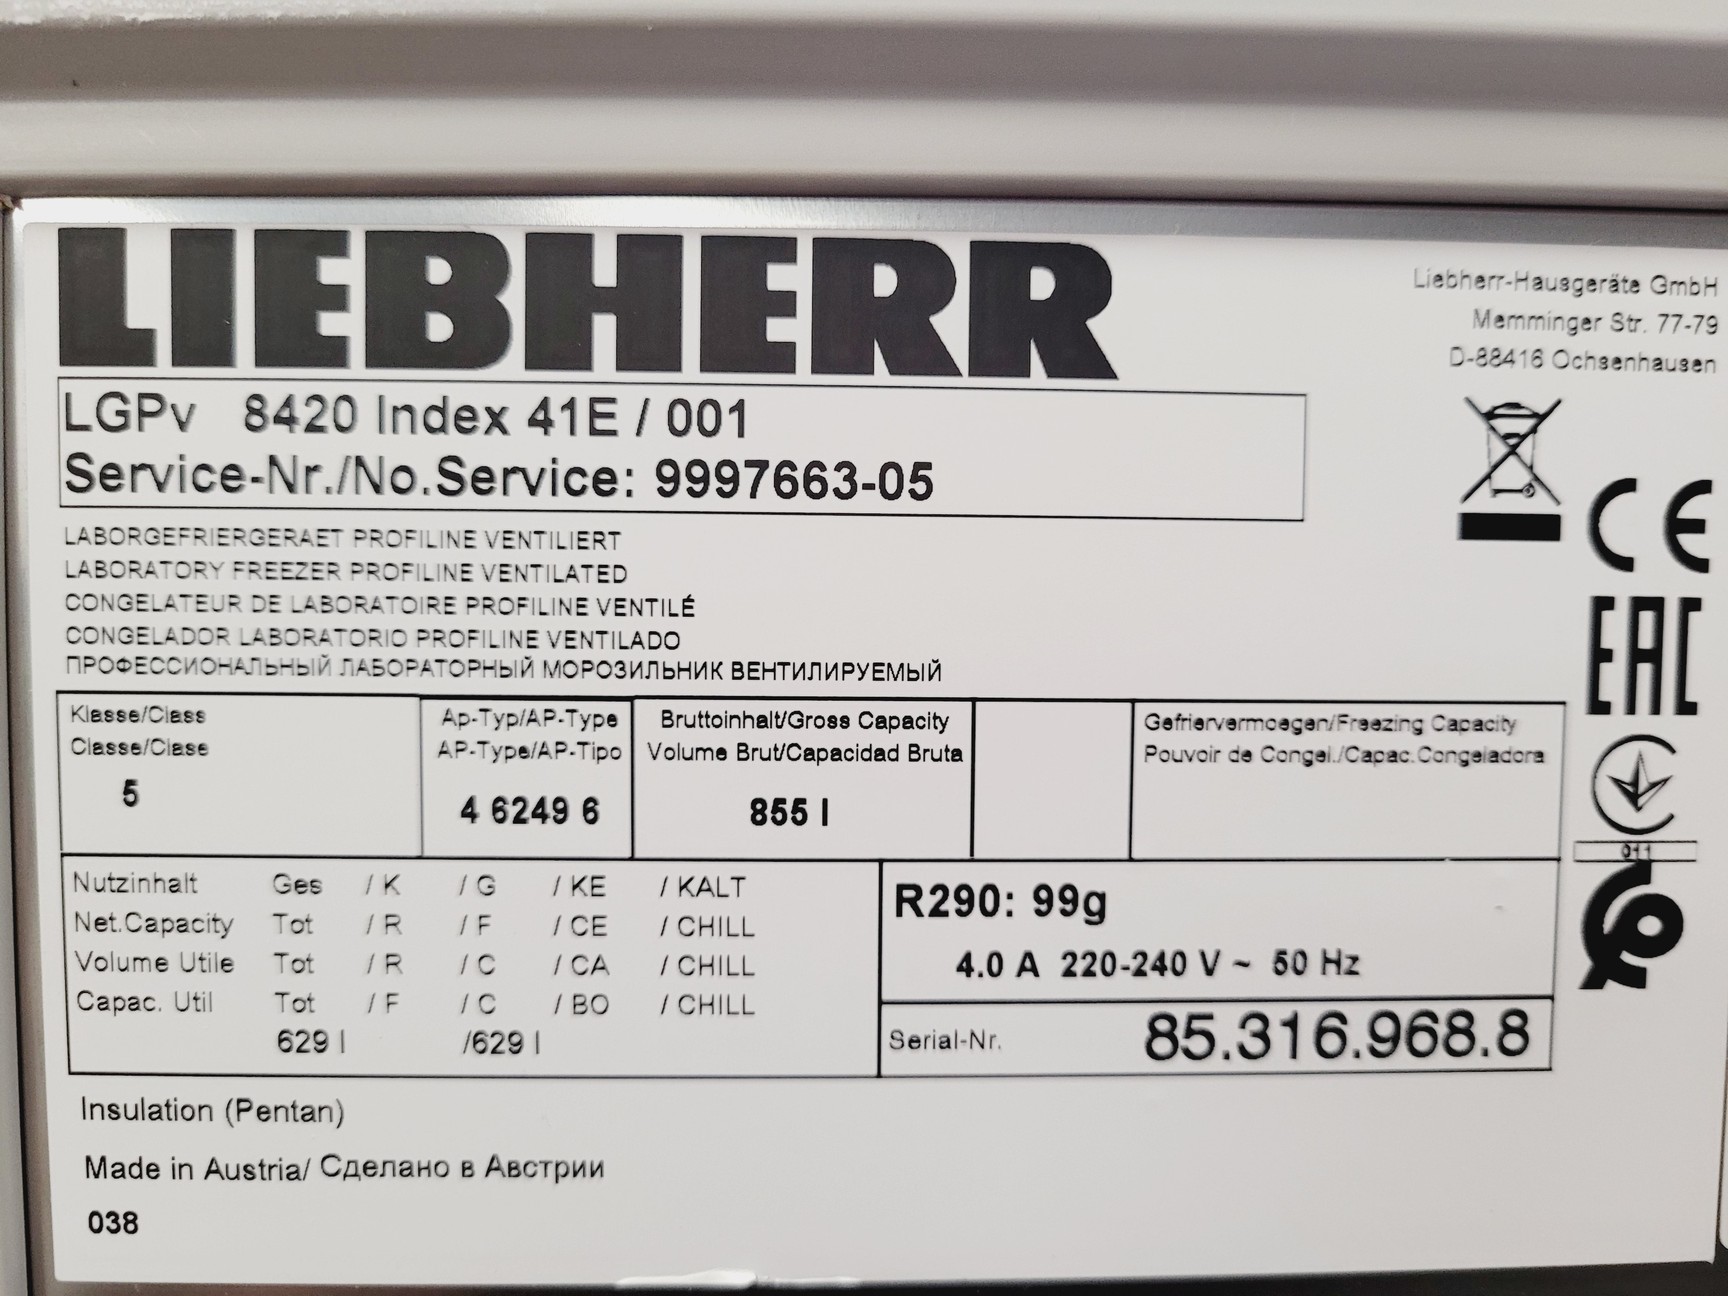 LIEBHERR
Liebherr-Hausgeräte GmbH
Memminger Str. 77-79
D-88416 Ochsenhausen
LGPv 8420 Index 41E / 001
Service-Nr./No.Service: 9997663-05
CE
LABORGEFRIERGERAET PROFILINE VENTILIERT
LABORATORY FREEZER PROFILINE VENTILATED
CONGELATEUR DE LABORATOIRE PROFILINE VENTILÉ
CONGELADOR LABORATORIO PROFILINE VENTILADO
ПРОФЕССИОНАЛЬНЫЙ ЛАБОРАТОРНЫЙ МОРОЗИЛЬНИК ВЕНТИЛИРУЕМЫЙ
EAC
Klasse/Class
Classe/Clase
5
Ap-Typ/AP-Type
AP-Type/AP-Tipo
4 6249 6
Bruttoinhalt/Gross Capacity
Volume Brut/Capacidad Bruta
855 l
Gefriervermoegen/Freezing Capacity
Pouvoir de Congel./Capac.Congeladora
011
Nutzinhalt Ges / K / G / KE / KALT
Net.Capacity Tot / R / F / CE / CHILL
Volume Utile Tot / R / C / CA / CHILL
Capac. Util Tot / F / C / BO / CHILL
629 l /629 l
R290: 99g
4.0 A 220-240 V ~ 50 Hz
Serial-Nr. 85.316.968.8
Insulation (Pentan)
Made in Austria/ Сделано в Австрии
038